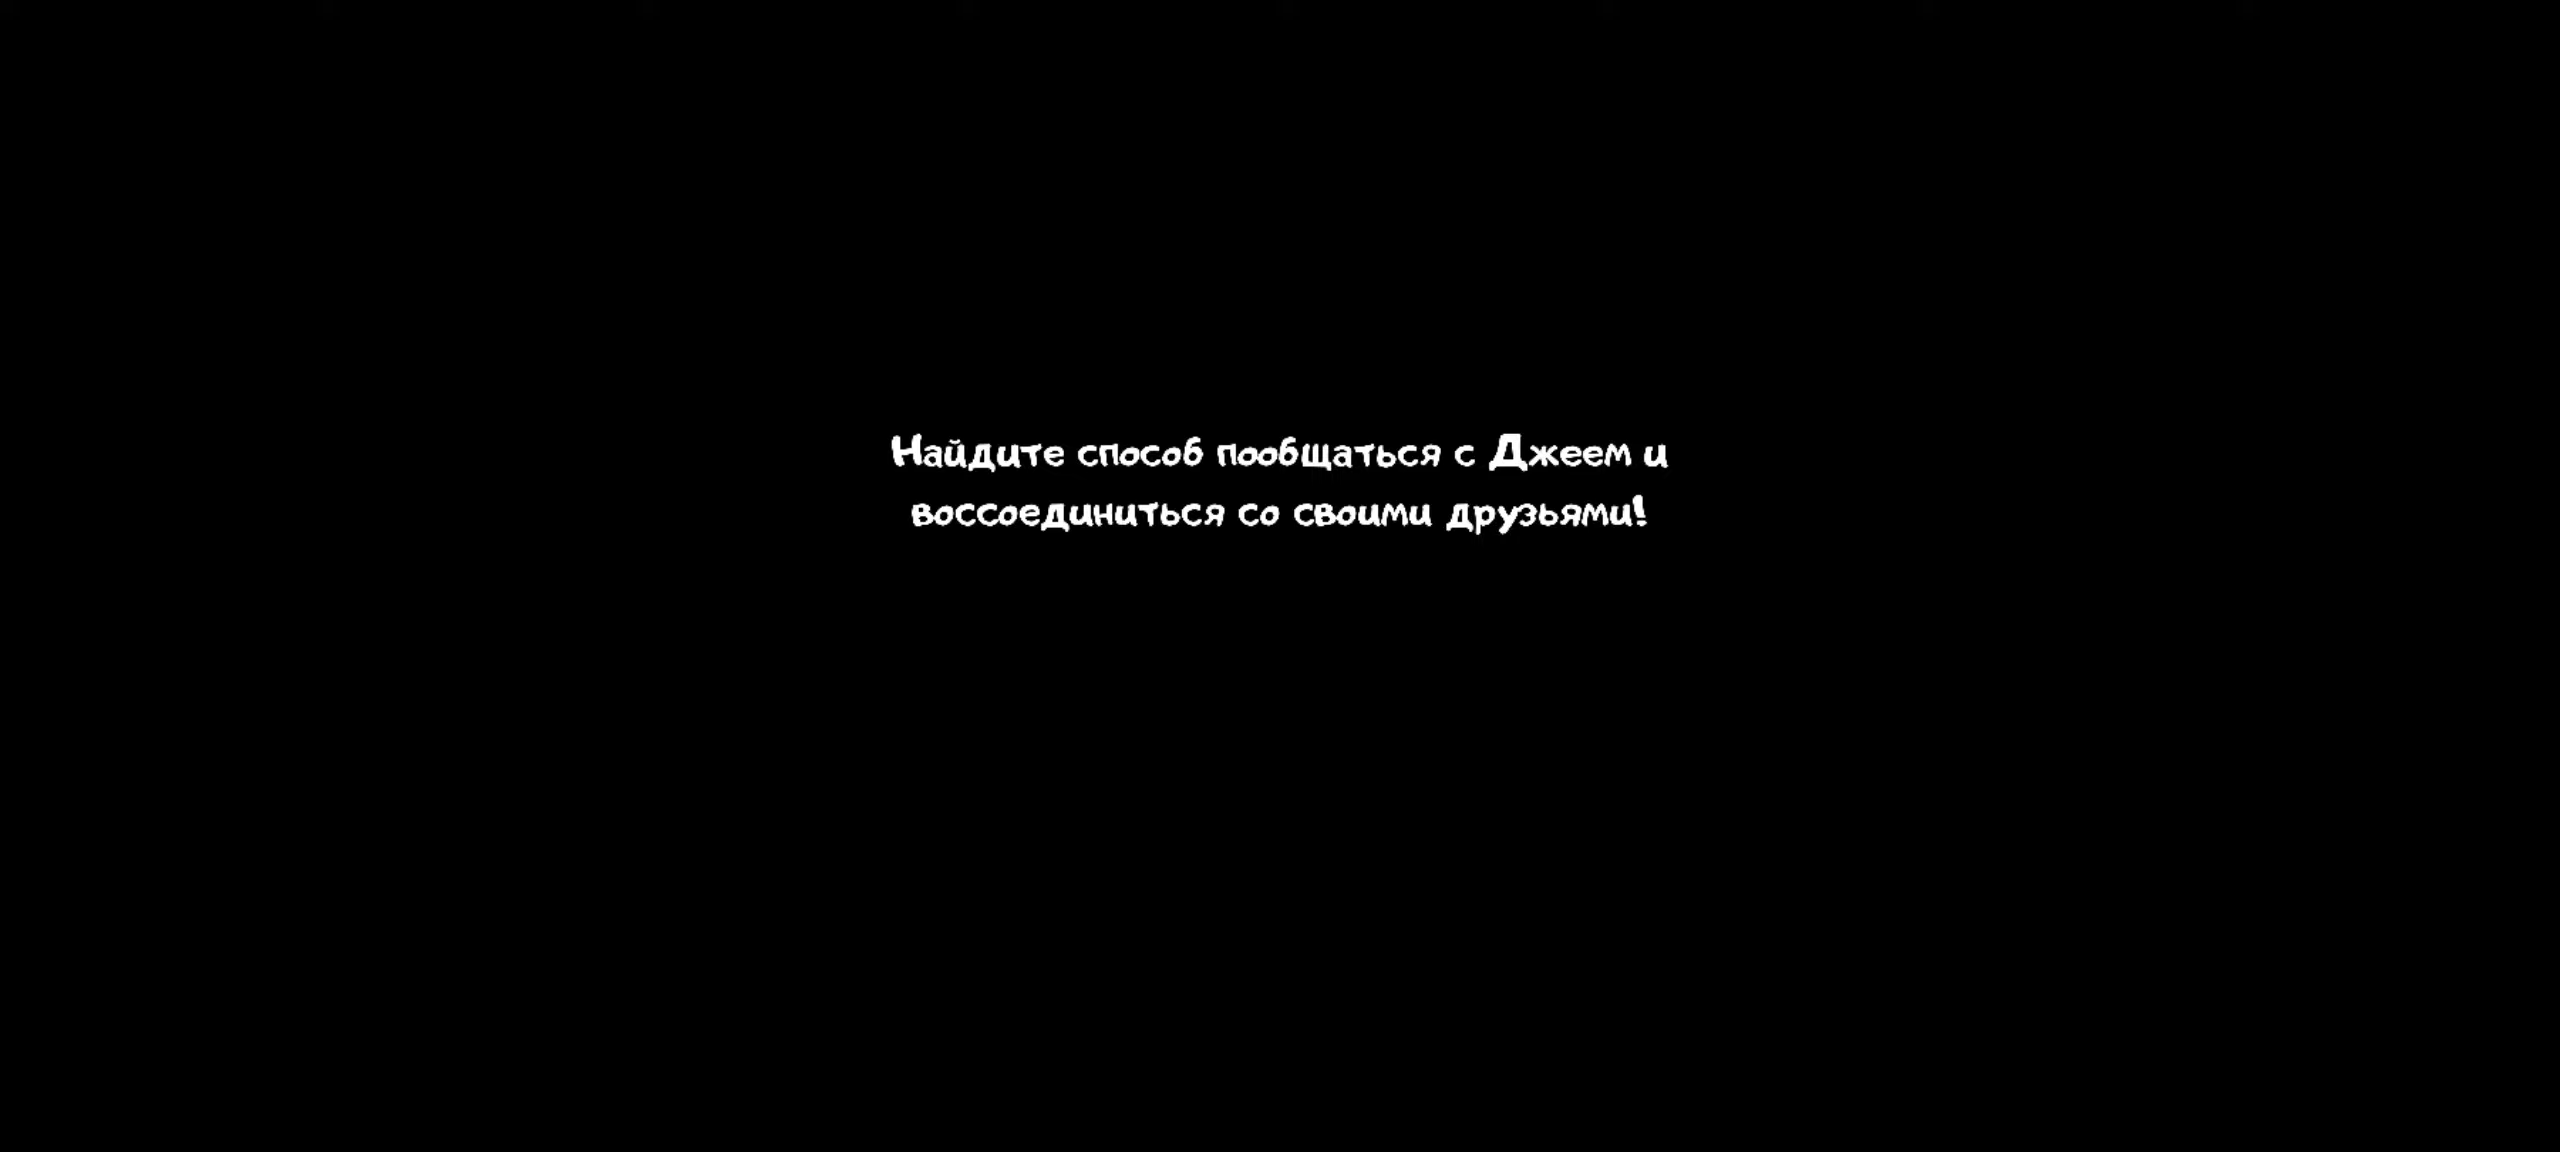 Найдите способ пообщаться с Джеем и
воссоединиться со своими друзьями!